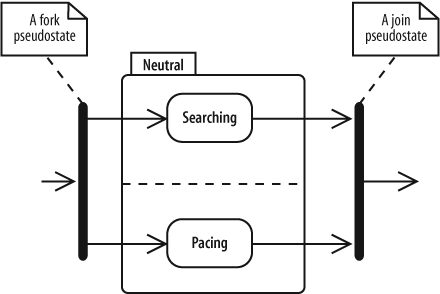 A fork
pseudostate
A join
pseudostate
Neutral
Searching
Pacing